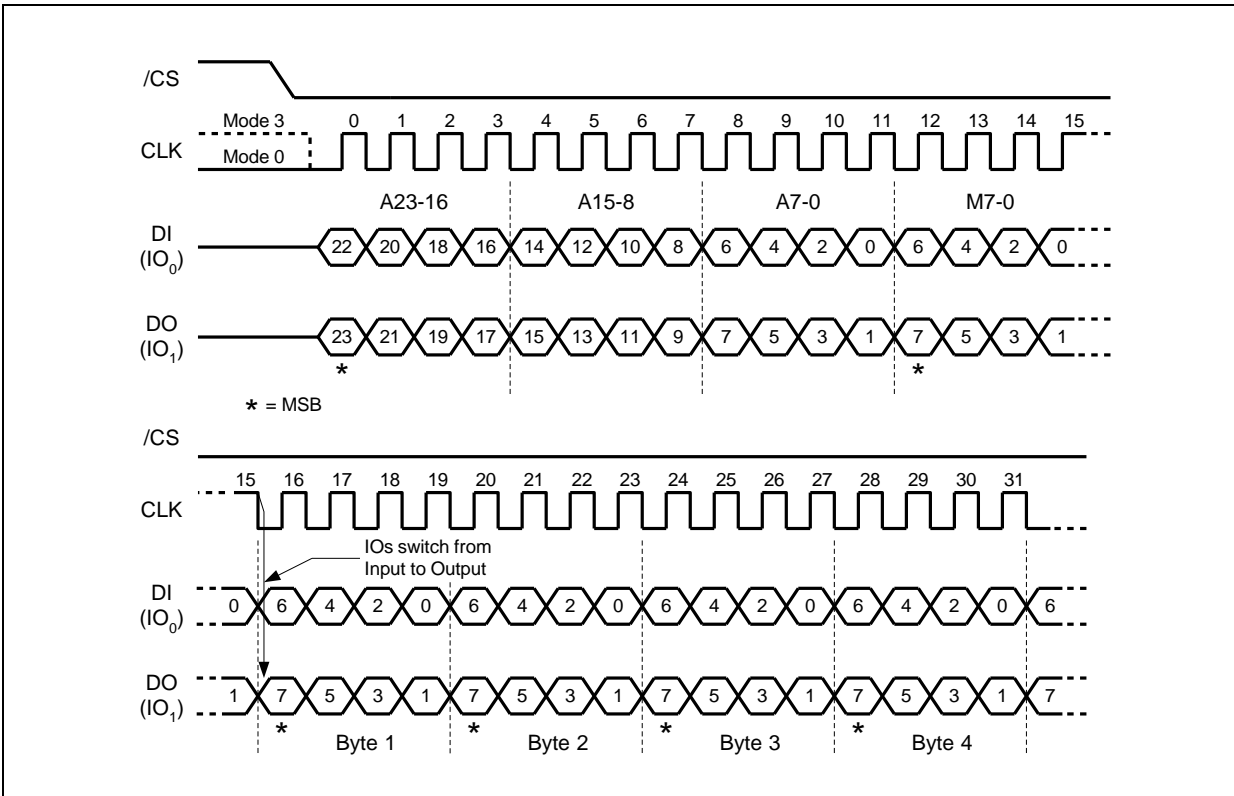 /CS
Mode 3
0 1 2 3 4 5 6 7 8 9 10 11 12 13 14 15
CLK
Mode 0
A23-16 A15-8 A7-0 M7-0
DI
(IO0)
22 20 18 16 14 12 10 8 6 4 2 0 6 4 2 0
DO
(IO1)
23 21 19 17 15 13 11 9 7 5 3 1 7 5 3 1
* *
* = MSB
/CS
15 16 17 18 19 20 21 22 23 24 25 26 27 28 29 30 31
CLK
IOs switch from
Input to Output
DI
(IO0)
0 6 4 2 0 6 4 2 0 6 4 2 0 6 4 2 0 6
DO
(IO1)
1 7 5 3 1 7 5 3 1 7 5 3 1 7 5 3 1 7
* * * *
Byte 1 Byte 2 Byte 3 Byte 4